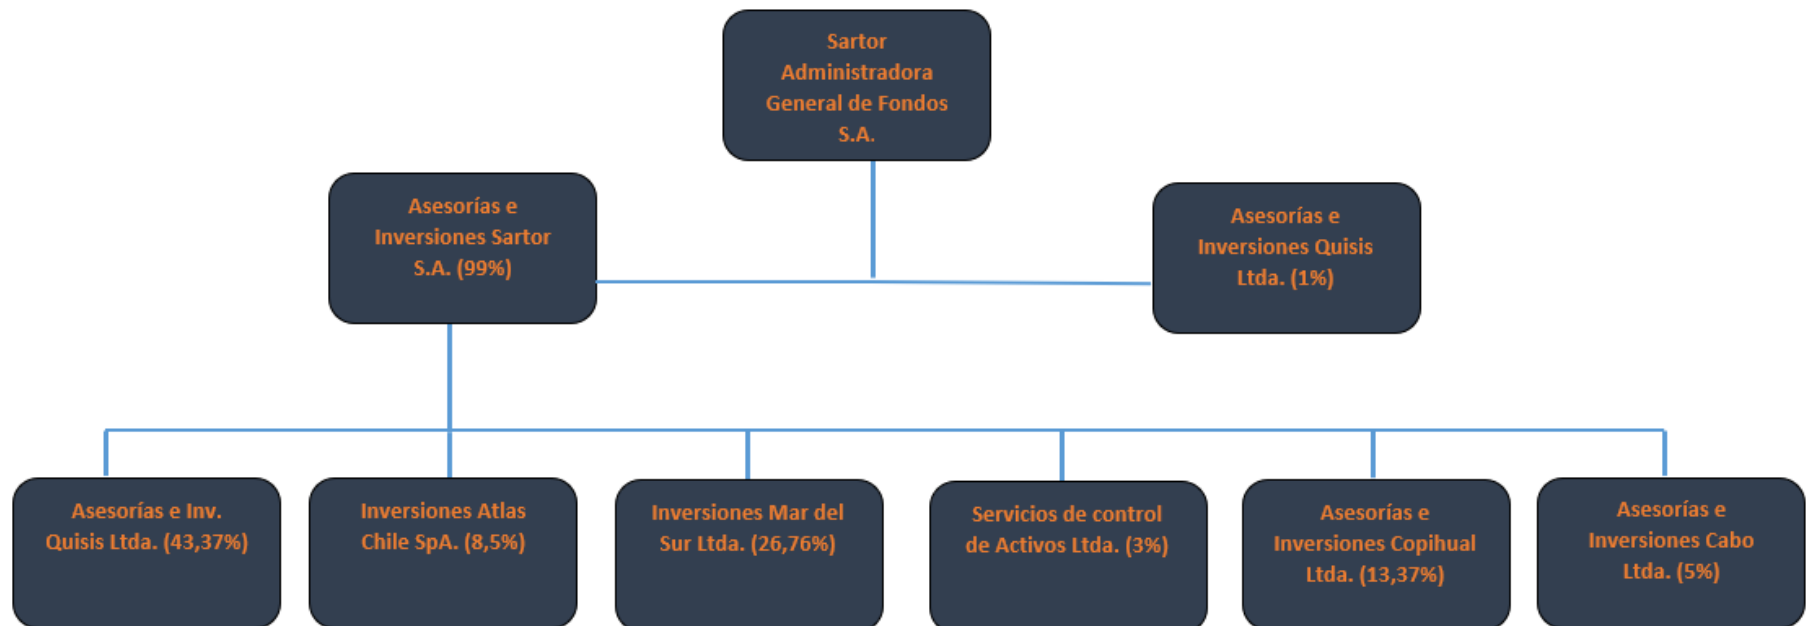 Sartor
Administradora
General de Fondos
S.A.
Asesorías e
Inversiones Sartor
S.A. (99%)
Asesorías e
Inversiones Quisis
Ltda. (1%)
Asesorías e Inv.
Quisis Ltda. (43,37%)
Inversiones Atlas
Chile SpA. (8,5%)
Inversiones Mar del
Sur Ltda. (26,76%)
Servicios de control
de Activos Ltda. (3%)
Asesorías e
Inversiones Copihual
Ltda. (13,37%)
Asesorías e
Inversiones Cabo
Ltda. (5%)